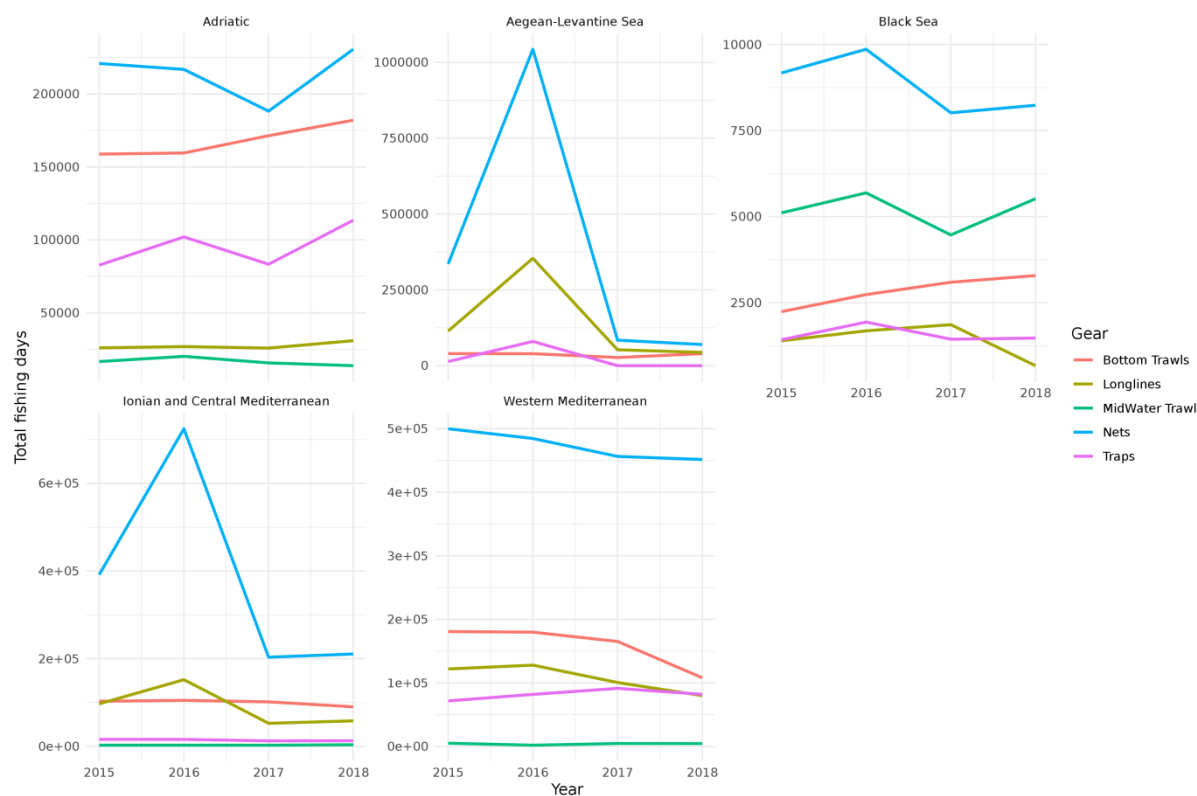 Adriatic
Aegean-Levantine Sea
Black Sea
200000
150000
100000
50000
1000000
750000
500000
250000
0
10000
7500
5000
2500
2015 2016 2017 2018
Total fishing days
Gear
Bottom Trawls
Longlines
MidWater Trawl
Nets
Traps
Ionian and Central Mediterranean
Western Mediterranean
6e+05
4e+05
2e+05
0e+00
5e+05
4e+05
3e+05
2e+05
1e+05
0e+00
2015 2016 2017 2018
2015 2016 2017 2018
Year